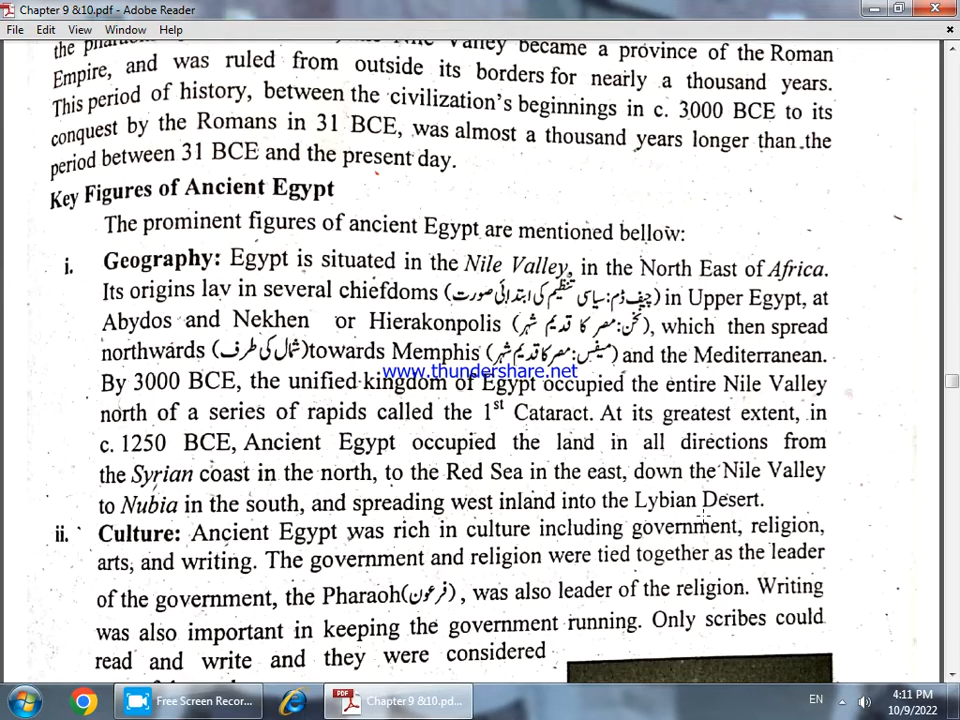 Chapter 9 &10.pdf - Adobe Reader
File Edit View Window Help
the Nile Valley became a province of the Roman
Empire, and was ruled from outside its borders for nearly a thousand years.
This period of history, between the civilization's beginnings in c. 3000 BCE to its
conquest by the Romans in 31 BCE, was almost a thousand years longer than the
period between 31 BCE and the present day.
Key Figures of Ancient Egypt
The prominent figures of ancient Egypt are mentioned bellow:
i. Geography: Egypt is situated in the Nile Valley, in the North East of Africa.
Its origins lay in several chiefdoms (چیف ڈم: سیاسی تنظیم کی ابتدائی صورت) in Upper Egypt, at
Abydos and Nekhen or Hierakonpolis (نخن: مصر کا قدیم شہر), which then spread
northwards (شمال کی طرف) towards Memphis (میمفس: مصر کا قدیم شہر) and the Mediterranean.
www.thundershare.net
By 3000 BCE, the unified kingdom of Egypt occupied the entire Nile Valley
north of a series of rapids called the 1st Cataract. At its greatest extent, in
c. 1250 BCE, Ancient Egypt occupied the land in all directions from
the Syrian coast in the north, to the Red Sea in the east, down the Nile Valley
to Nubia in the south, and spreading west inland into the Lybian Desert.
ii. Culture: Ancient Egypt was rich in culture including government, religion,
arts, and writing. The government and religion were tied together as the leader
of the government, the Pharaoh (فرعون), was also leader of the religion. Writing
was also important in keeping the government running. Only scribes could
read and write and they were considered
Free Screen Recor...
Chapter 9 &10.pd...
EN
4:11 PM
10/9/2022